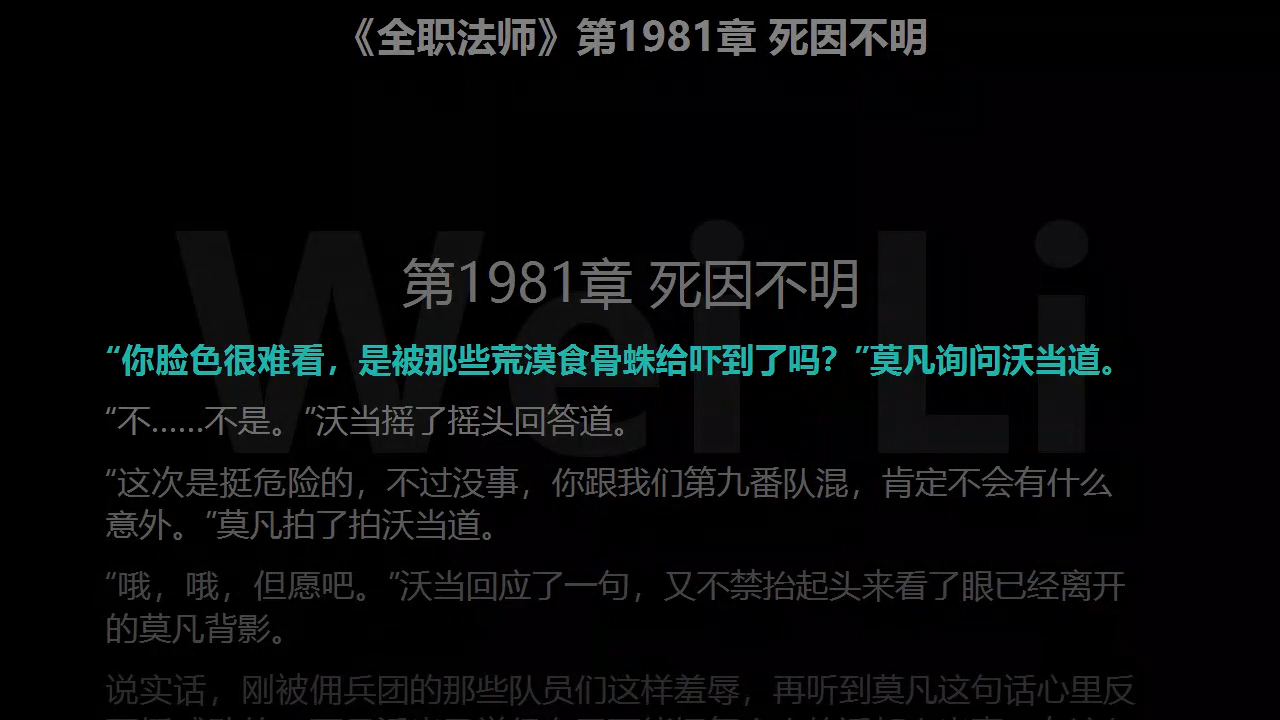 《全职法师》第1981章 死因不明
Wei Li
第1981章 死因不明
“你脸色很难看，是被那些荒漠食骨蛛给吓到了吗？”莫凡询问沃当道。
“不……不是。”沃当摇了摇头回答道。
“这次是挺危险的，不过没事，你跟我们第九番队混，肯定不会有什么
意外。”莫凡拍了拍沃当道。
“哦，哦，但愿吧。”沃当回应了一句，又不禁抬起头来看了眼已经离开
的莫凡背影。
说实话，刚被佣兵团的那些队员们这样羞辱，再听到莫凡这句话心里反